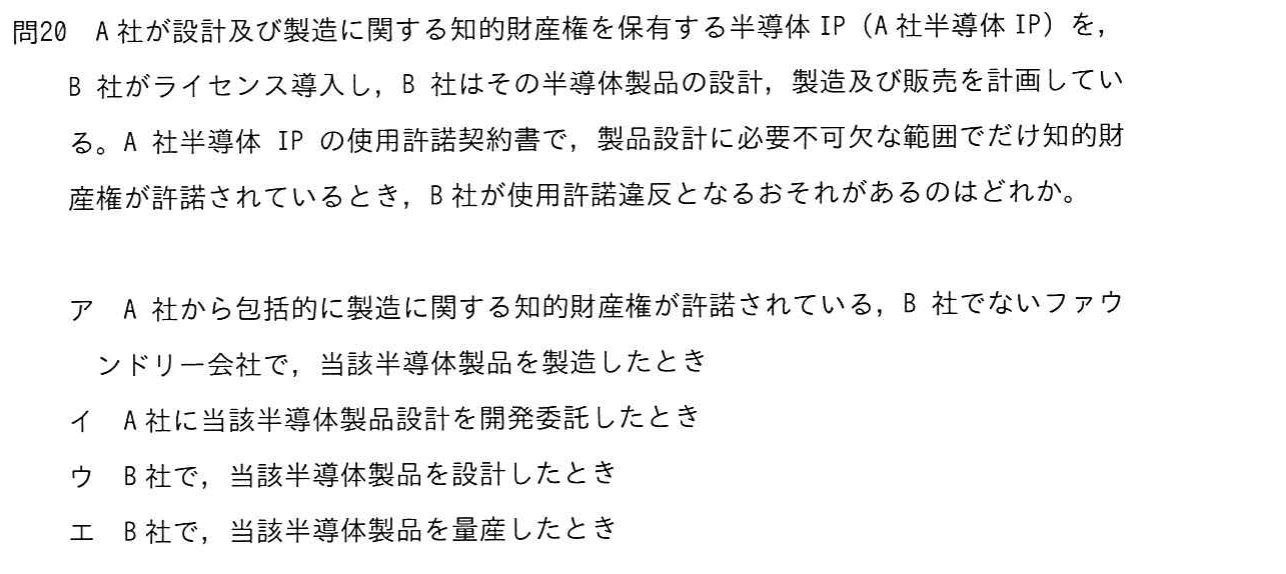 問20 A社が設計及び製造に関する知的財産権を保有する半導体 IP（A社半導体 IP）を，
B 社がライセンス導入し，B 社はその半導体製品の設計，製造及び販売を計画してい
る。A 社半導体 IP の使用許諾契約書で，製品設計に必要不可欠な範囲でだけ知的財
産権が許諾されているとき，B社が使用許諾違反となるおそれがあるのはどれか。
ア A 社から包括的に製造に関する知的財産権が許諾されている，B 社でないファウ
ンドリー会社で，当該半導体製品を製造したとき
イ A社に当該半導体製品設計を開発委託したとき
ウ B社で，当該半導体製品を設計したとき
エ B社で，当該半導体製品を量産したとき